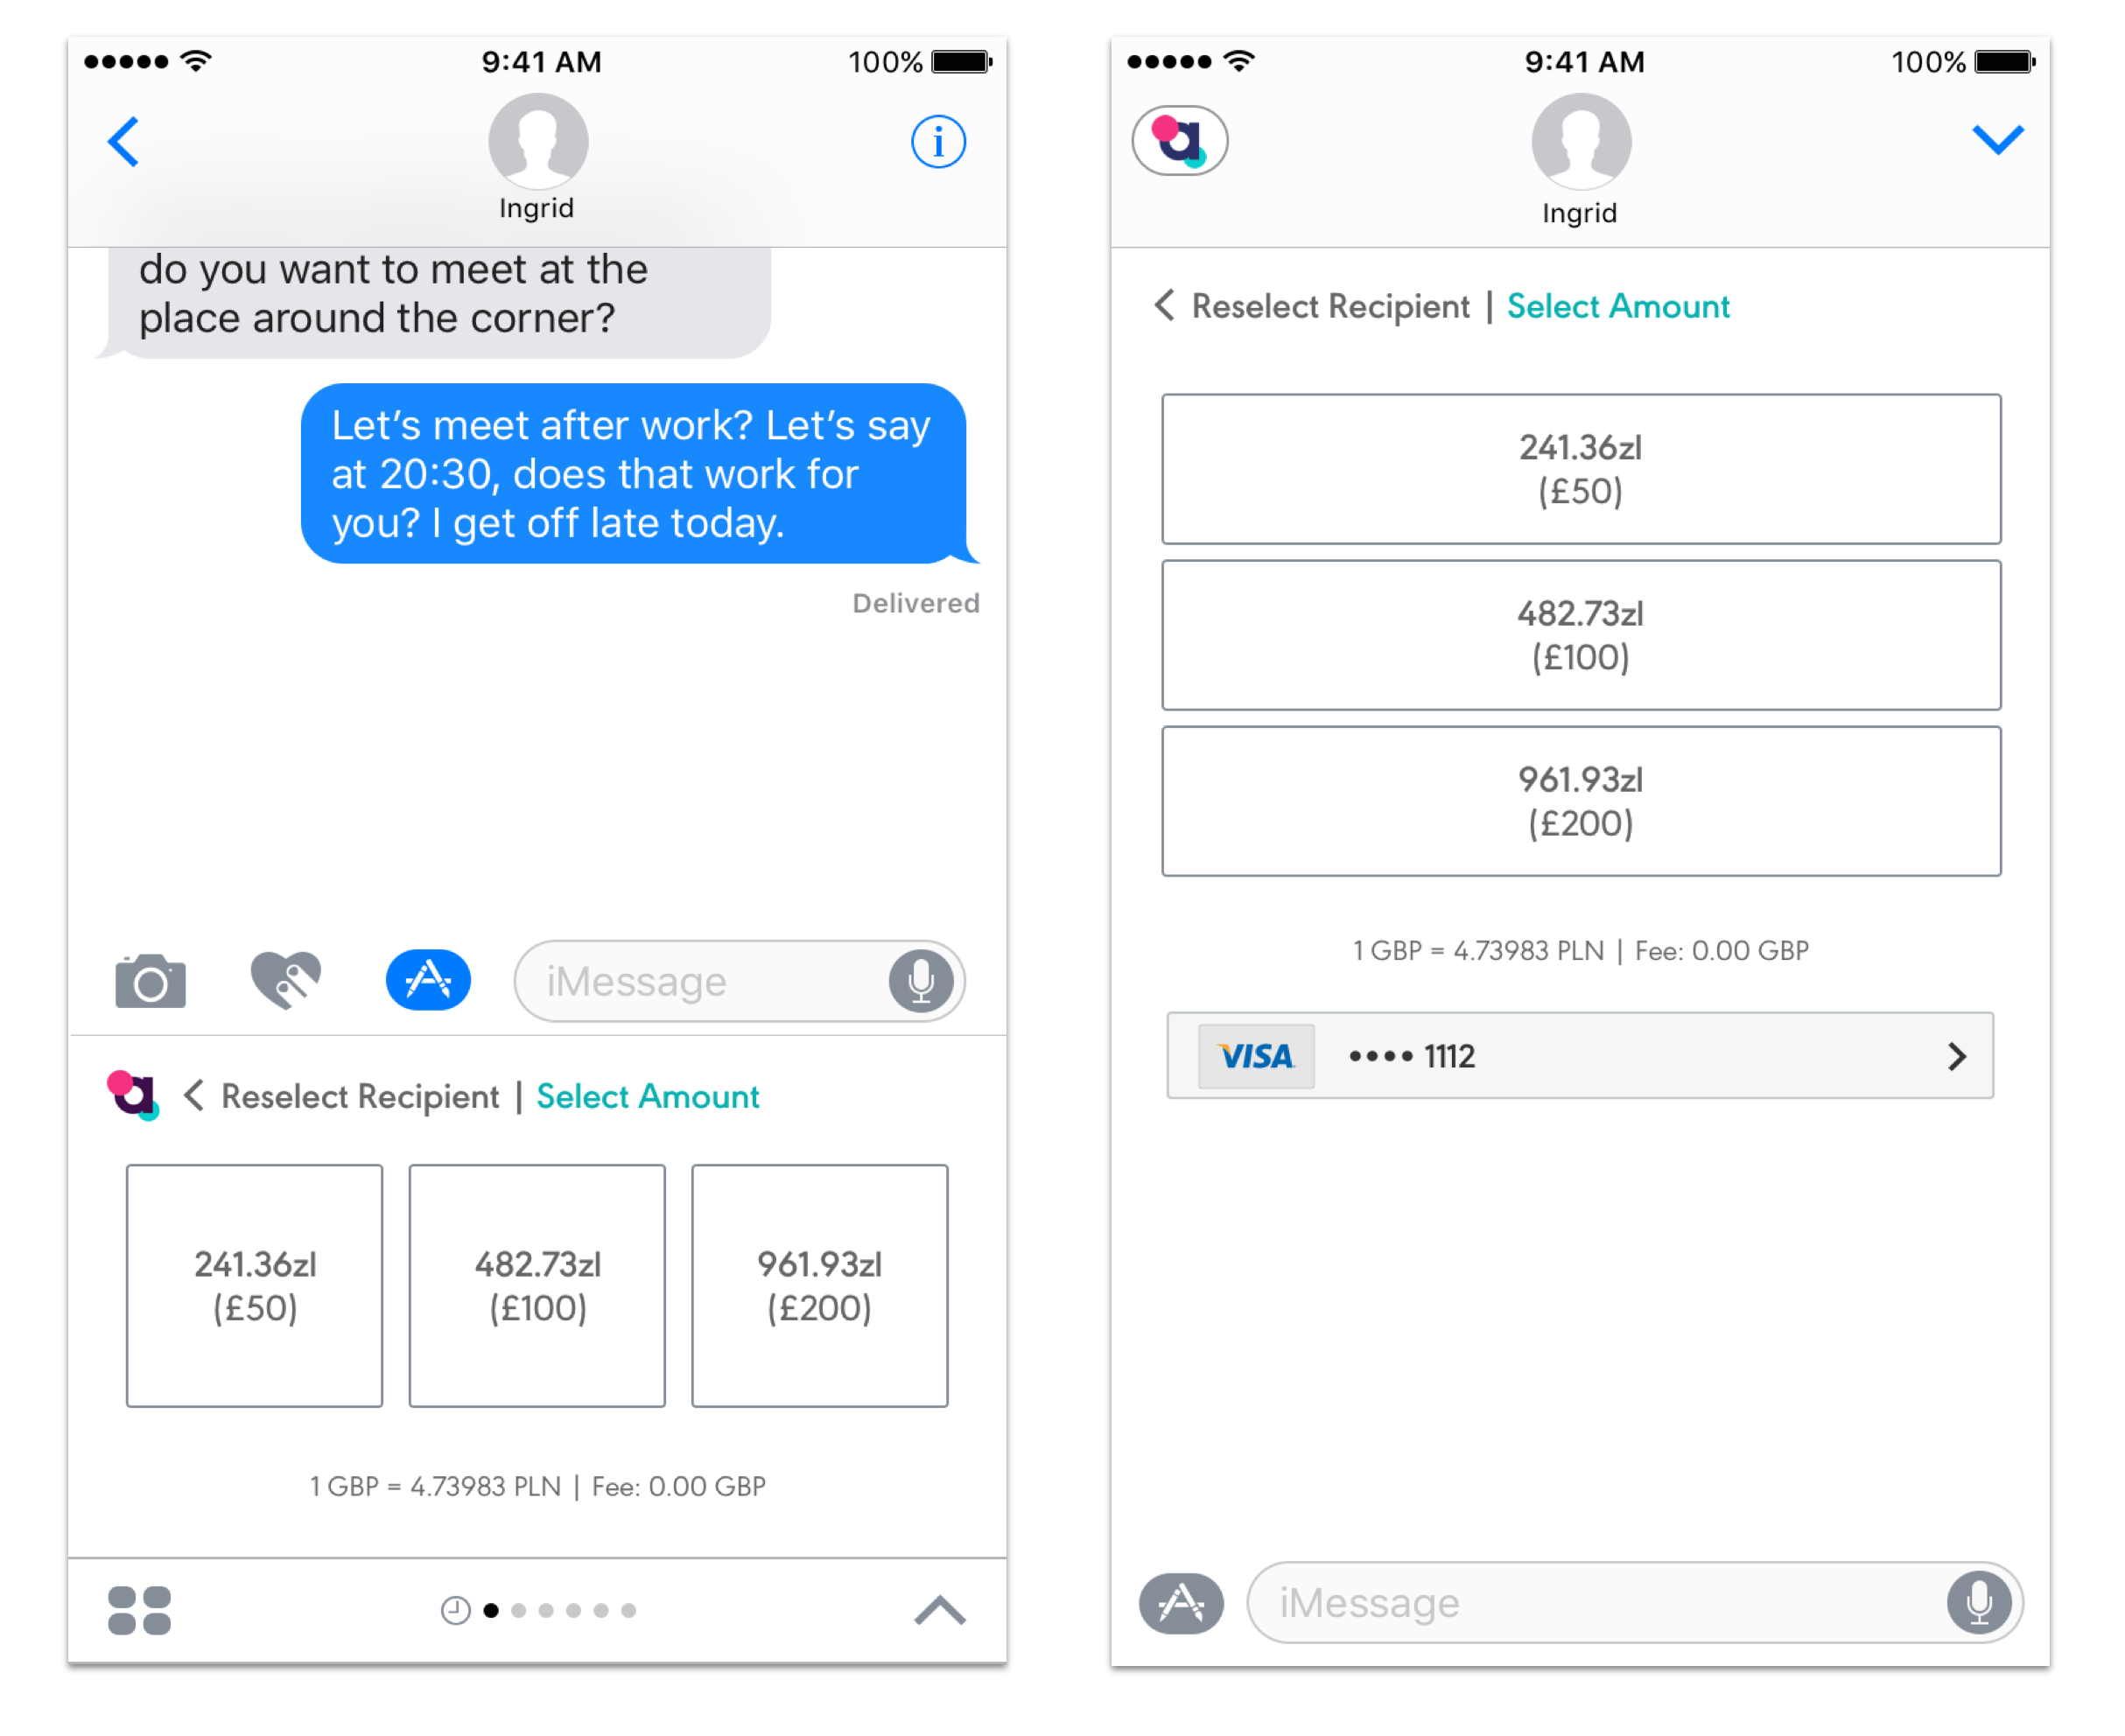 9:41 AM
100%
Ingrid
do you want to meet at the
place around the corner?
Let's meet after work? Let's say
at 20:30, does that work for
you? I get off late today.
Delivered
iMessage
Reselect Recipient | Select Amount
241.36zl
(£50)
482.73zl
(£100)
961.93zl
(£200)
1 GBP = 4.73983 PLN | Fee: 0.00 GBP
9:41 AM
100%
Ingrid
Reselect Recipient | Select Amount
241.36zl
(£50)
482.73zl
(£100)
961.93zl
(£200)
1 GBP = 4.73983 PLN | Fee: 0.00 GBP
VISA •••• 1112
iMessage